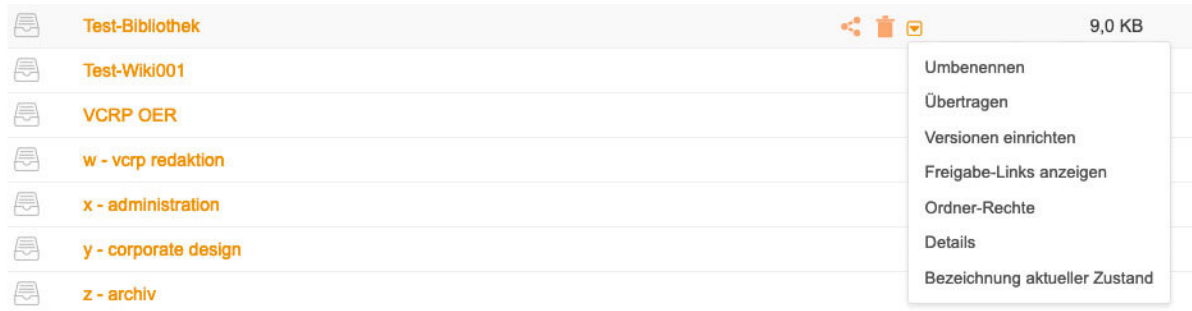 Test-Bibliothek 9,0 KB
Test-Wiki001
VCRP OER
w - vcrp redaktion
x - administration
y - corporate design
z - archiv
Umbenennen
Übertragen
Versionen einrichten
Freigabe-Links anzeigen
Ordner-Rechte
Details
Bezeichnung aktueller Zustand